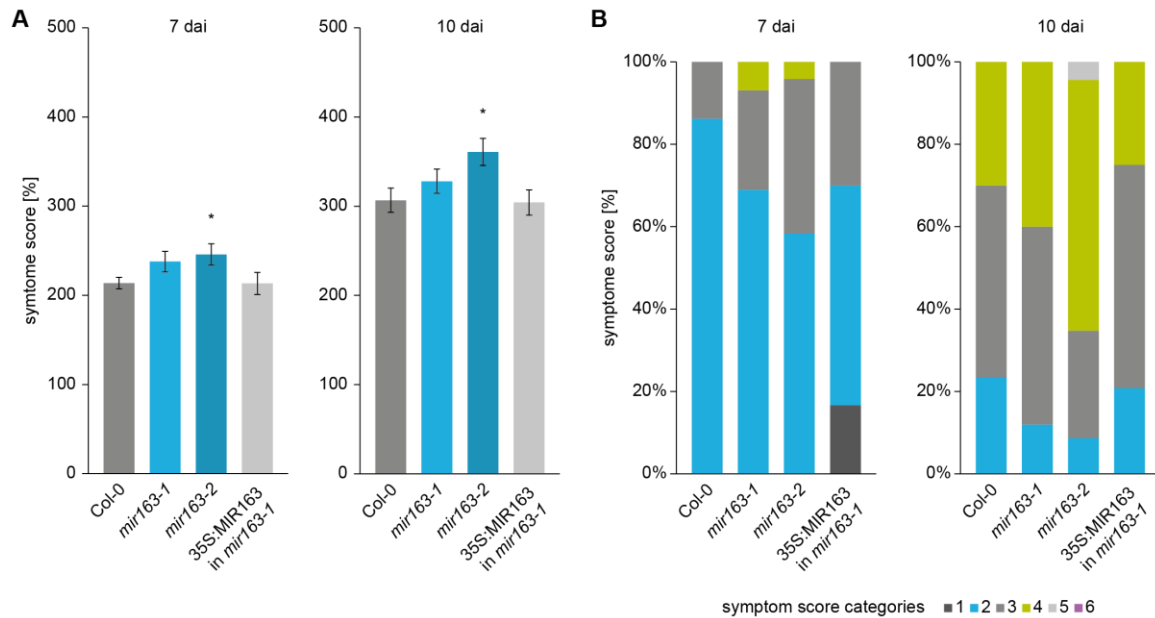 A
7 dai
10 dai
symtome score [%]
500
400
300
200
100
0
*
Col-0
mir163-1
mir163-2
35S:MIR163
in mir163-1
500
400
300
200
100
0
*
Col-0
mir163-1
mir163-2
35S:MIR163
in mir163-1
B
7 dai
10 dai
symptome score [%]
100%
80%
60%
40%
20%
0%
Col-0
mir163-1
mir163-2
35S:MIR163
in mir163-1
100%
80%
60%
40%
20%
0%
Col-0
mir163-1
mir163-2
35S:MIR163
in mir163-1
symptom score categories 1 2 3 4 5 6